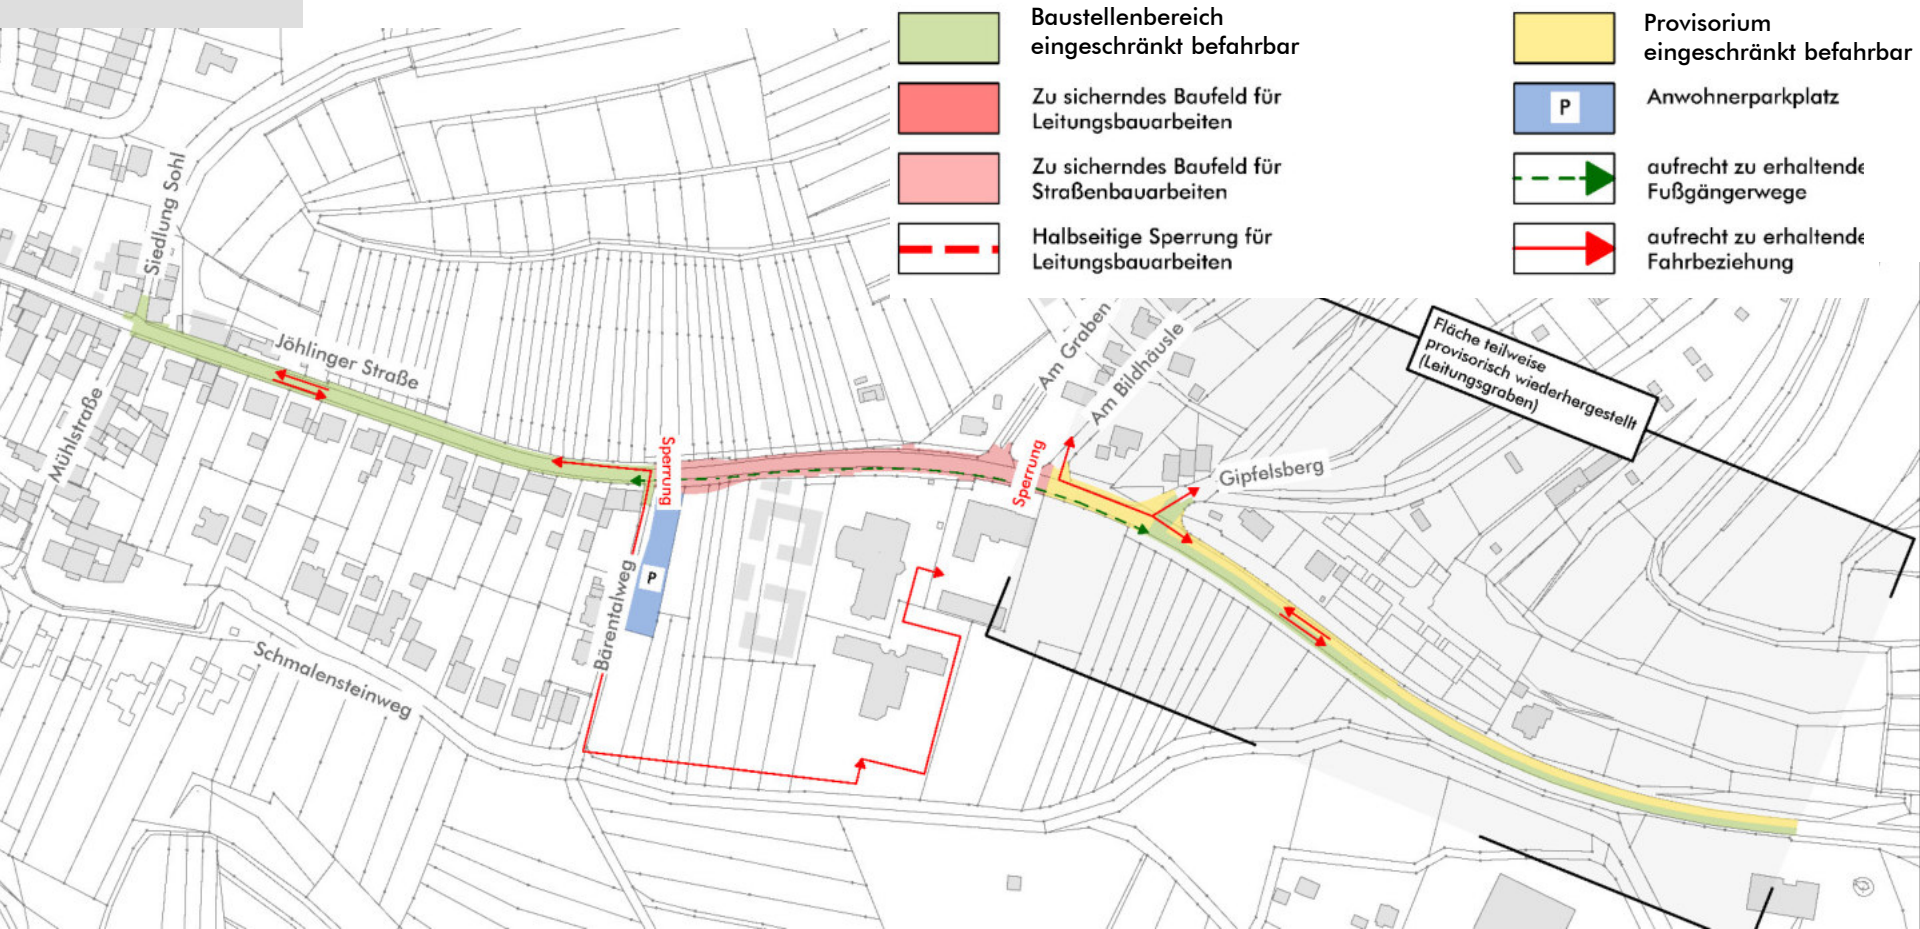 Baustellenbereich
eingeschränkt befahrbar
Zu sicherndes Baufeld für
Leitungsbauarbeiten
Zu sicherndes Baufeld für
Straßenbauarbeiten
Halbseitige Sperrung für
Leitungsbauarbeiten
Provisorium
eingeschränkt befahrbar
P
Anwohnerparkplatz
aufrecht zu erhaltende
Fußgängerwege
aufrecht zu erhaltende
Fahrbeziehung
Siedlung Sohl
Jöhlinger Straße
Mühlstraße
Sperrung
P
Bärentalweg
Schmalensteinweg
Am Graben
Am Bildhäusle
Sperrung
Gipfelsberg
Fläche teilweise
provisorisch wiederhergestellt
(Leitungsgraben)